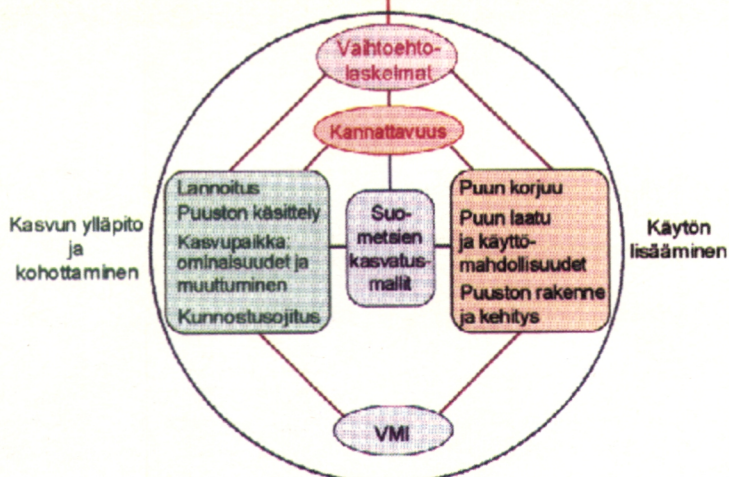 Vaihtoehto-
laskelmat
Kannattavuus
Kasvun ylläpito
ja
kohottaminen
Lannoitus
Puuston käsittely
Kasvupaikka:
ominaisuudet ja
muuttuminen
Kunnostusojitus
Suo-
metsien
kasvatus-
mallit
Puun korjuu
Puun laatu
ja käyttö-
mahdollisuudet
Puuston rakenne
ja kehitys
Käytön
lisääminen
VMI